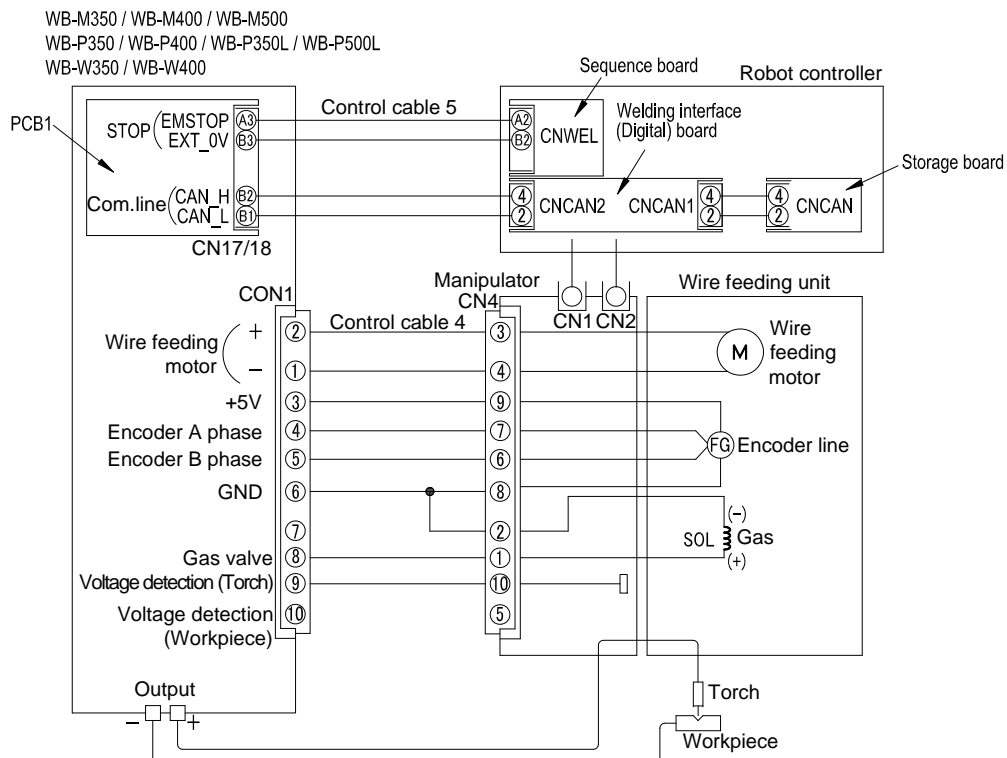 WB-M350 / WB-M400 / WB-M500
WB-P350 / WB-P400 / WB-P350L / WB-P500L
WB-W350 / WB-W400
Sequence board
Robot controller
Control cable 5
Welding interface
(Digital) board
PCB1
STOP
EMSTOP
EXT_0V
A3
B3
A2
B2
CNWEL
Storage board
Com.line
CAN_H
CAN_L
B2
B1
4
2
CNCAN2
CNCAN1
4
2
4
2
CNCAN
CN17/18
Manipulator
Wire feeding unit
CON1
CN4
CN1
CN2
Control cable 4
Wire feeding
motor
+
−
2
3
M
Wire
feeding
motor
1
4
+5V
3
9
Encoder A phase
4
7
FG
Encoder line
Encoder B phase
5
6
GND
6
8
7
2
(-)
SOL
Gas
(+)
Gas valve
8
1
Voltage detection (Torch)
9
10
Voltage detection
(Workpiece)
10
5
Output
− +
Torch
Workpiece